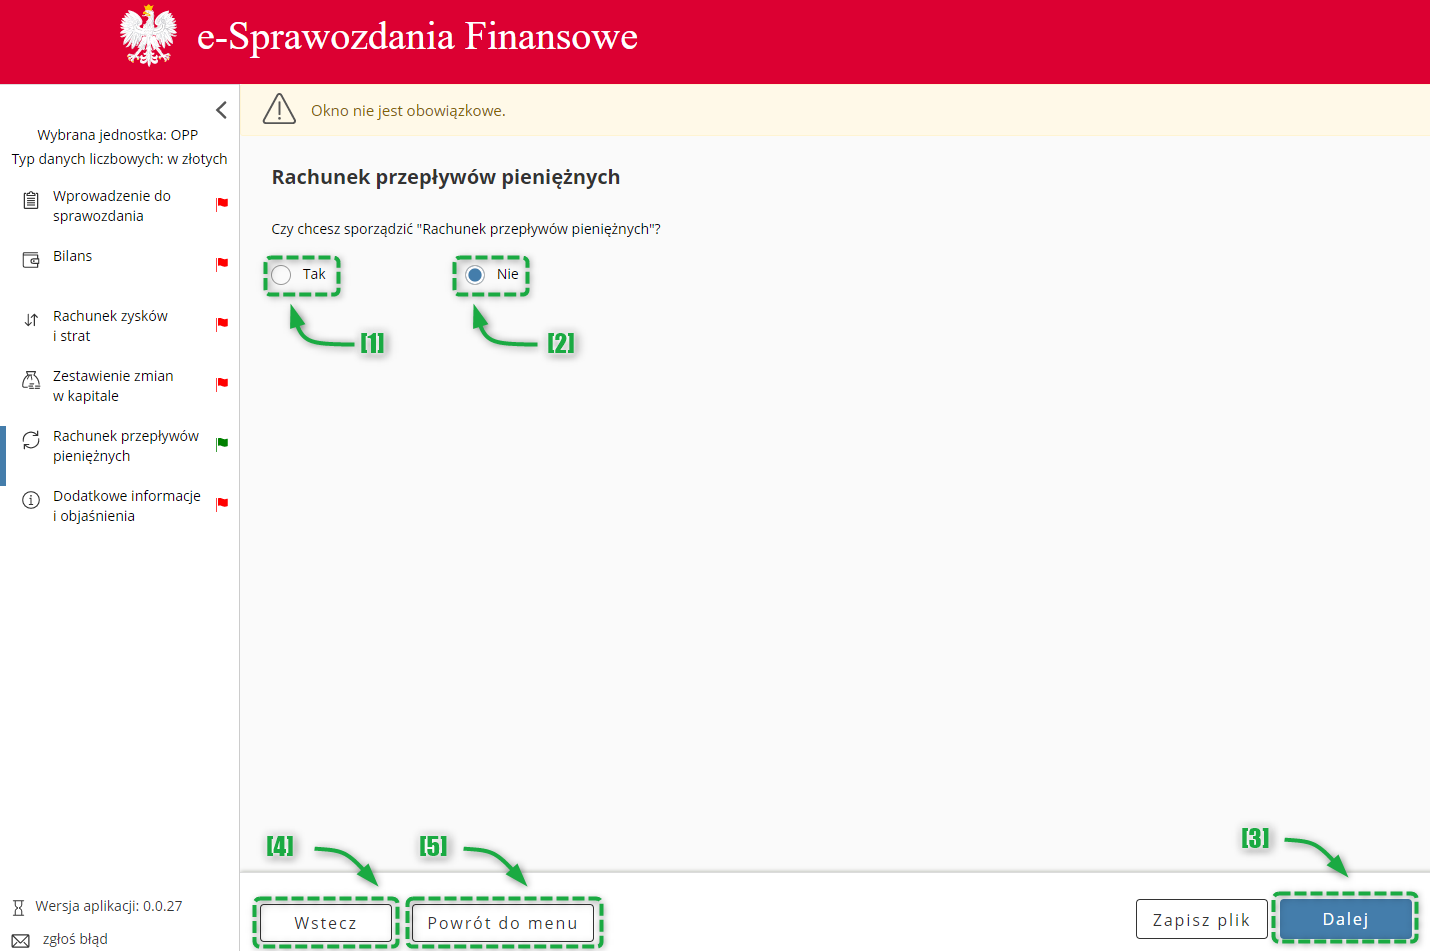 e-Sprawozdania Finansowe
Wybrana jednostka: OPP
Typ danych liczbowych: w złotych
Wprowadzenie do
sprawozdania
Bilans
Rachunek zysków
i strat
Zestawienie zmian
w kapitale
Rachunek przepływów
pieniężnych
Dodatkowe informacje
i objaśnienia
Wersja aplikacji: 0.0.27
zgłoś błąd
Okno nie jest obowiązkowe.
Rachunek przepływów pieniężnych
Czy chcesz sporządzić "Rachunek przepływów pieniężnych"?
Tak
Nie
[1]
[2]
[4]
[5]
[3]
Wstecz
Powrót do menu
Zapisz plik
Dalej